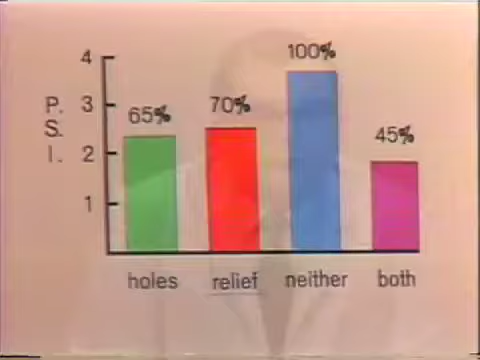 4
3
2
1
P.
S.
I.
65%
70%
100%
45%
holes
relief
neither
both